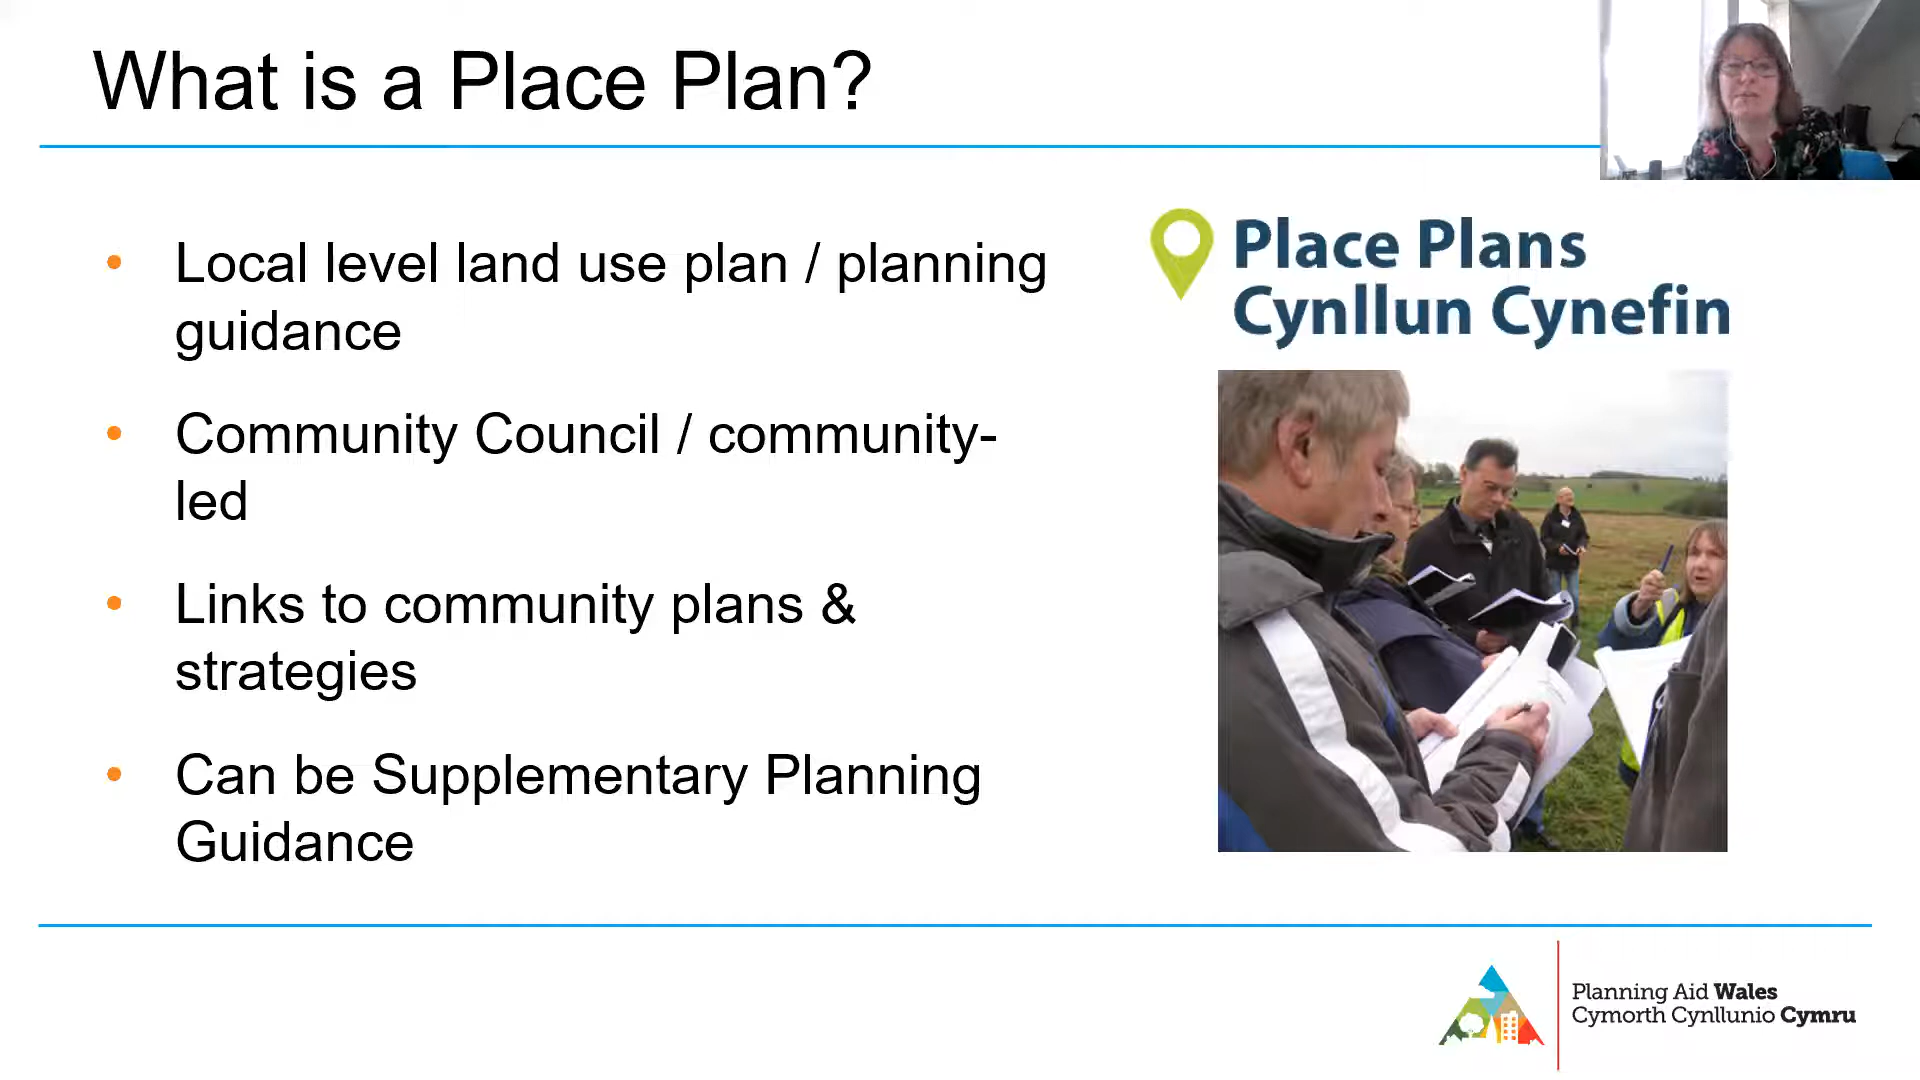 What is a Place Plan?
• Local level land use plan / planning
guidance
• Community Council / community-
led
• Links to community plans &
strategies
• Can be Supplementary Planning
Guidance
Place Plans
Cynllun Cynefin
Planning Aid Wales
Cymorth Cynllunio Cymru